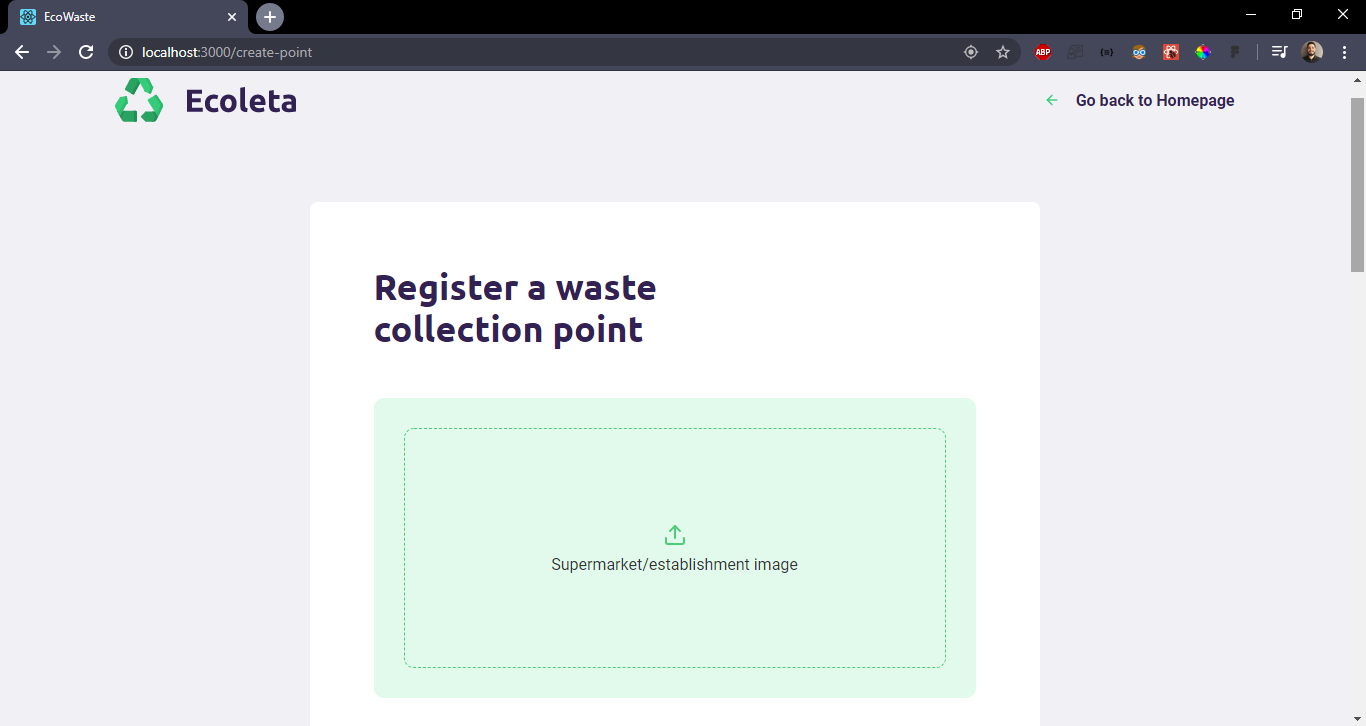 EcoWaste
localhost:3000/create-point
ABP
Ecoleta
Go back to Homepage
Register a waste
collection point
Supermarket/establishment image